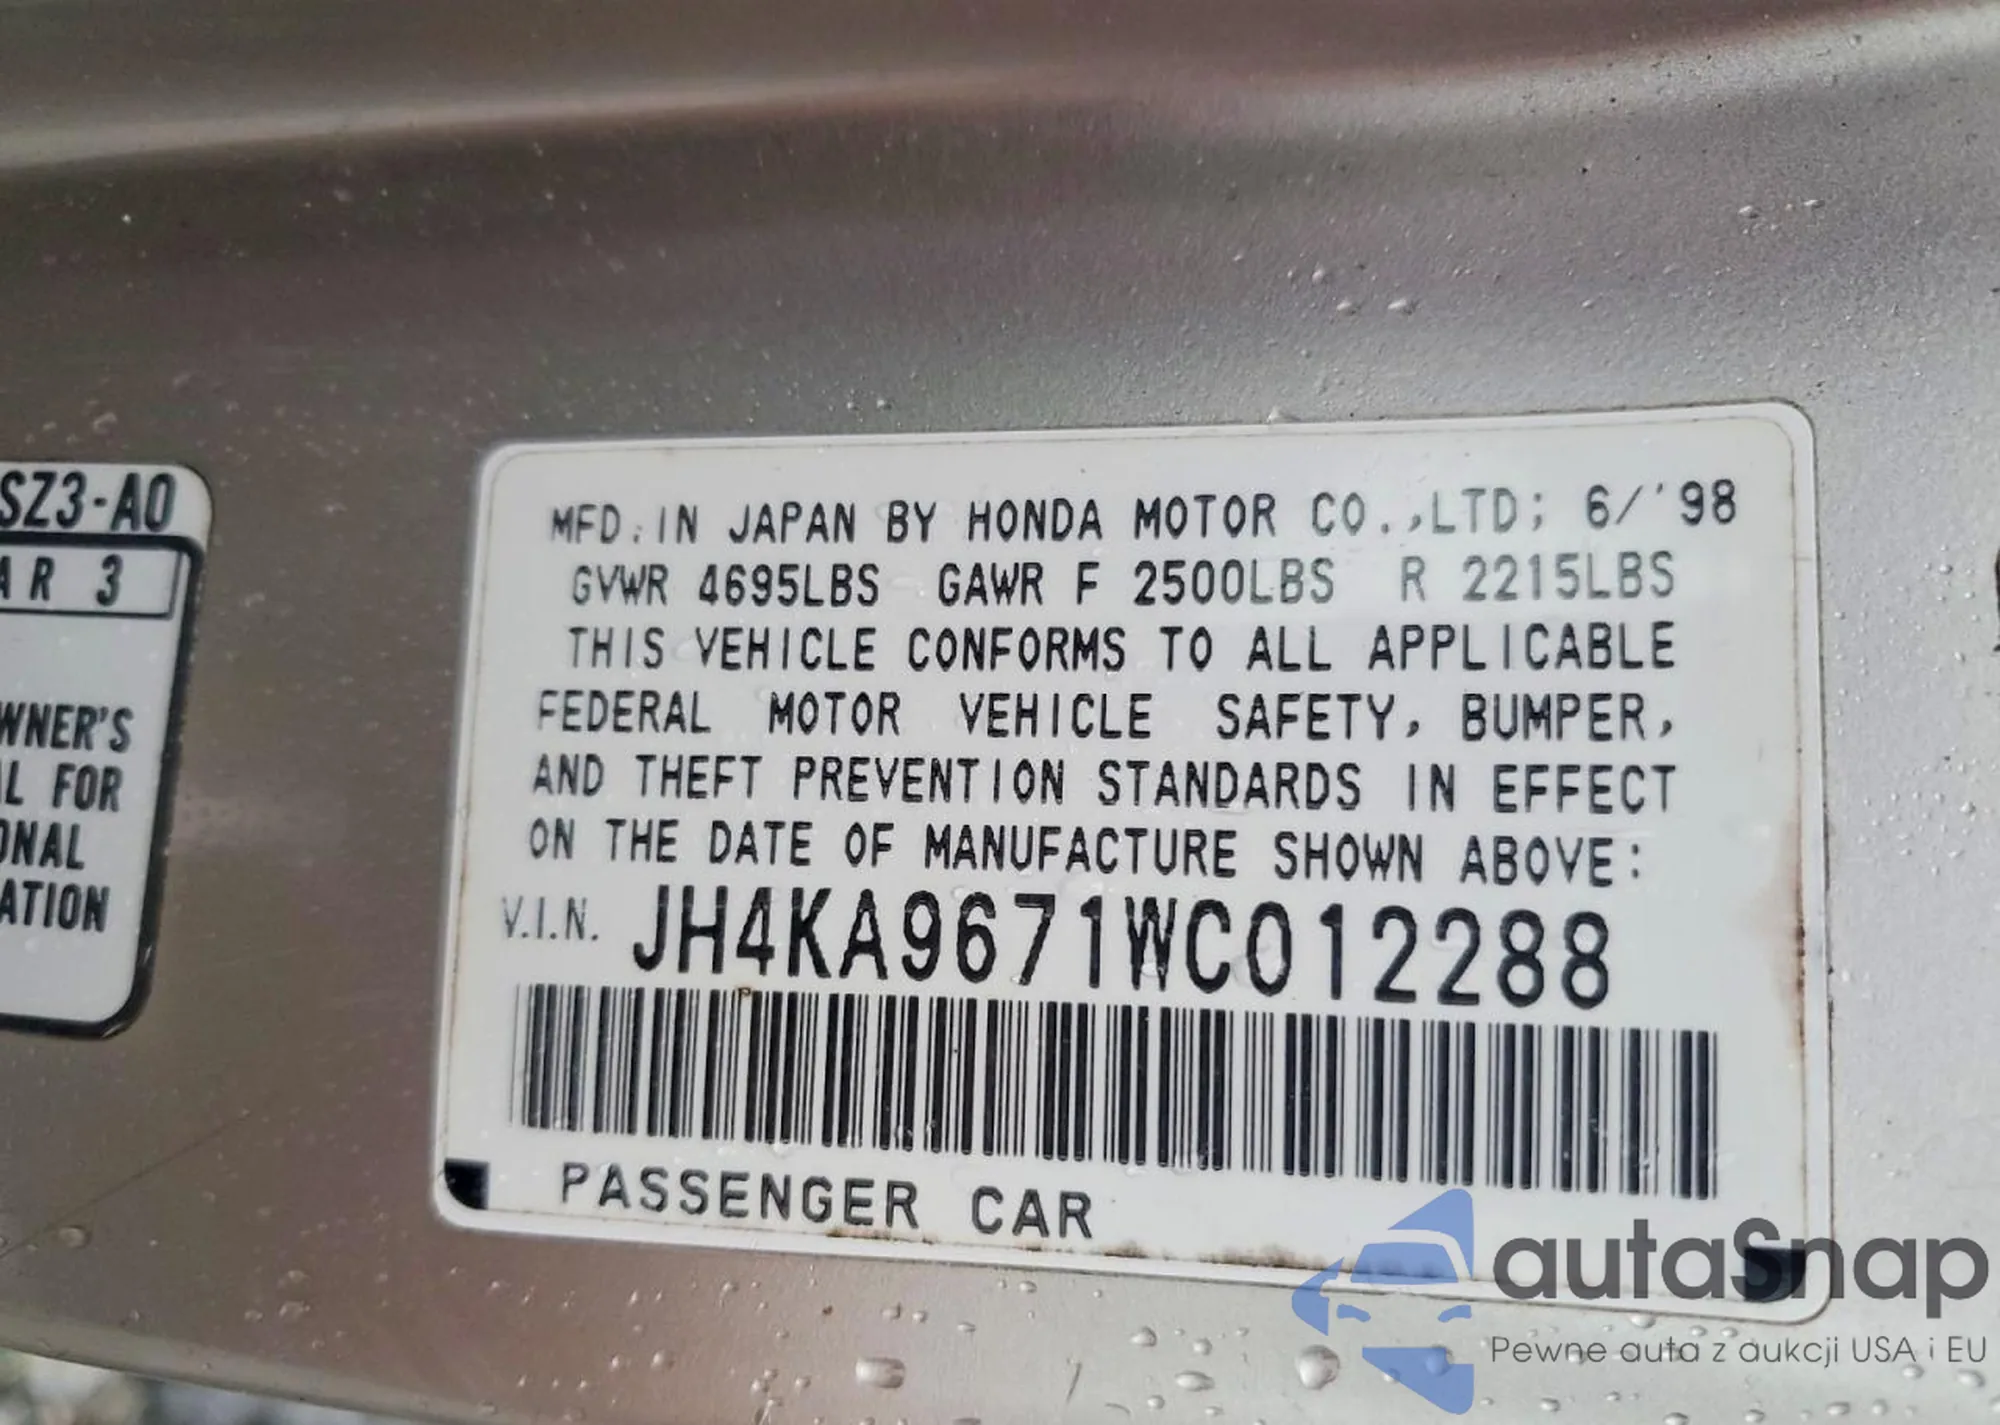 SZ3-A0
AR 3
WNER'S
AL FOR
ONAL
ATION
MFD. IN JAPAN BY HONDA MOTOR CO.,LTD; 6/'98
GVWR 4695LBS GAWR F 2500LBS R 2215LBS
THIS VEHICLE CONFORMS TO ALL APPLICABLE
FEDERAL MOTOR VEHICLE SAFETY, BUMPER,
AND THEFT PREVENTION STANDARDS IN EFFECT
ON THE DATE OF MANUFACTURE SHOWN ABOVE:
V.I.N. JH4KA9671WC012288
PASSENGER CAR
autaSnap
Pewne auta z aukcji USA i EU